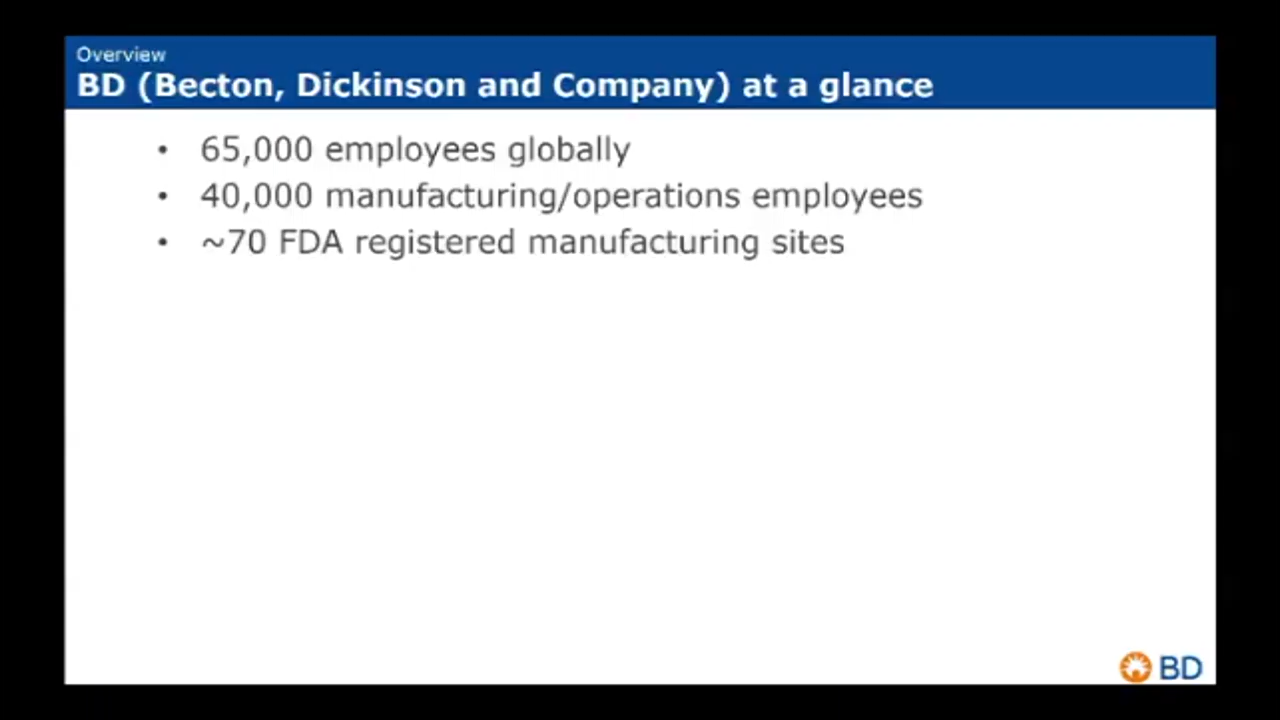 Overview
BD (Becton, Dickinson and Company) at a glance
• 65,000 employees globally
• 40,000 manufacturing/operations employees
• ~70 FDA registered manufacturing sites
BD